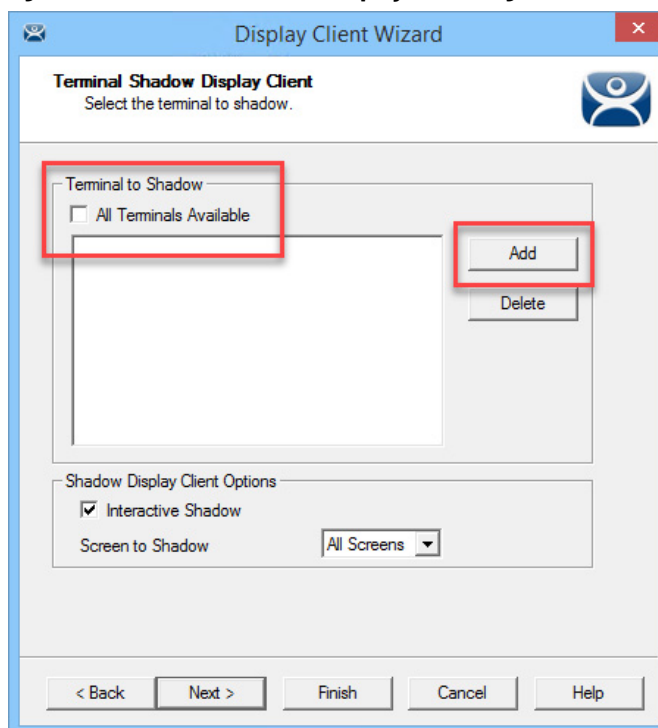 Display Client Wizard
Terminal Shadow Display Client
Select the terminal to shadow.
Terminal to Shadow
All Terminals Available
Add
Delete
Shadow Display Client Options
Interactive Shadow
Screen to Shadow All Screens
< Back Next > Finish Cancel Help